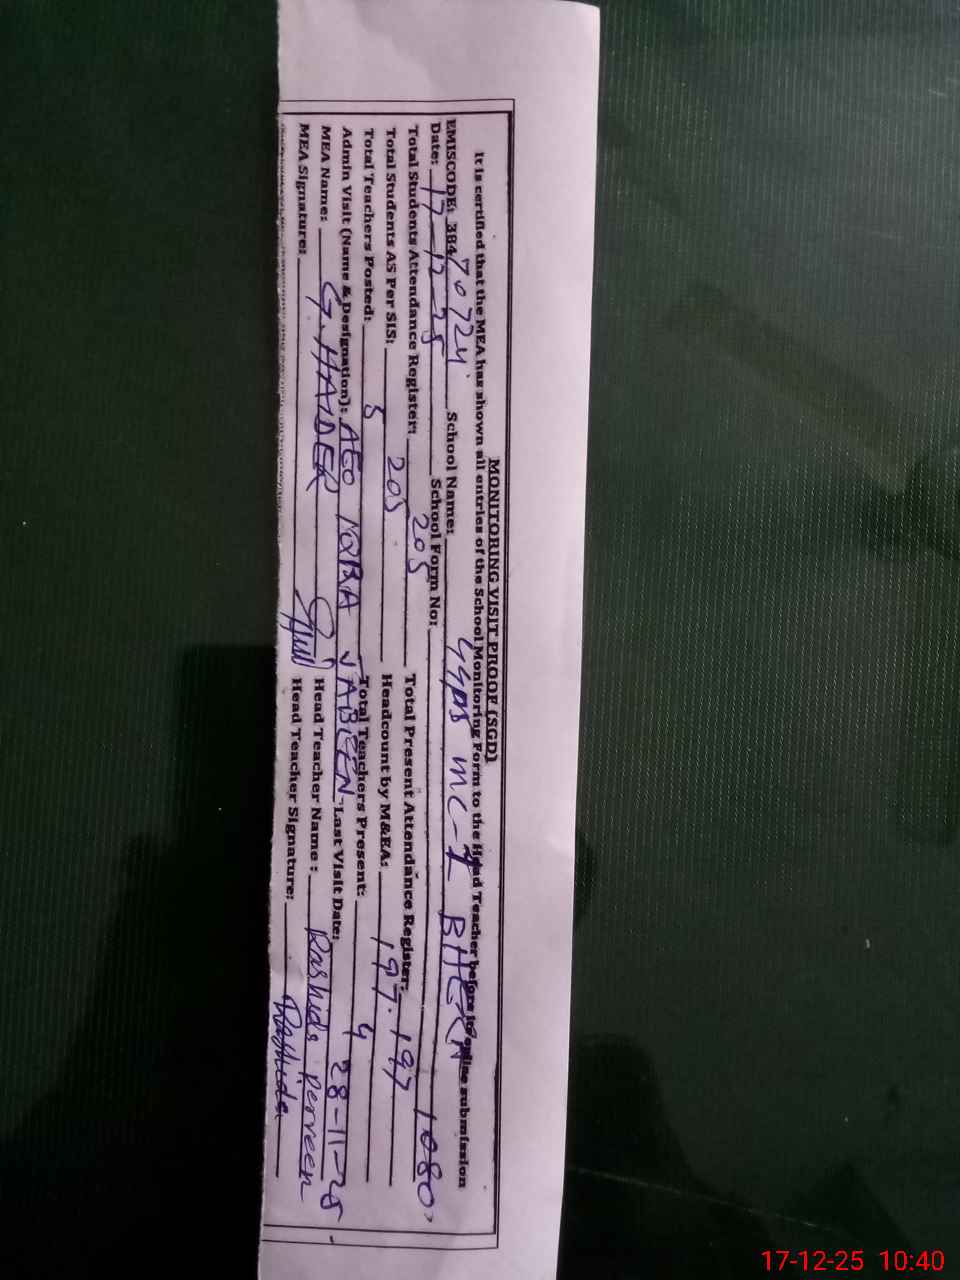 MONITORING VISIT PROOF (SGD)
It is certified that the MEA has shown all entries of the School Monitoring Form to the Head Teacher before its online submission
EMISCODE: 38470724 School Name: GGPS MC-1 BHERA
Date: 17-12-25 School Form No: 1080
Total Students Attendance Register: 205 Total Present Attendance Register: 197
Total Students AS Per SIS: 205 Headcount by M&EA: 197.
Total Teachers Posted: 5 Total Teachers Present: 4
Admin Visit (Name & Designation): AEO IQRA JABEEN Last Visit Date: 28-11-25
MEA Name: G. HAIDER Head Teacher Name : Rashida Perveen
MEA Signature: Head Teacher Signature: Rashida
17-12-25 10:40